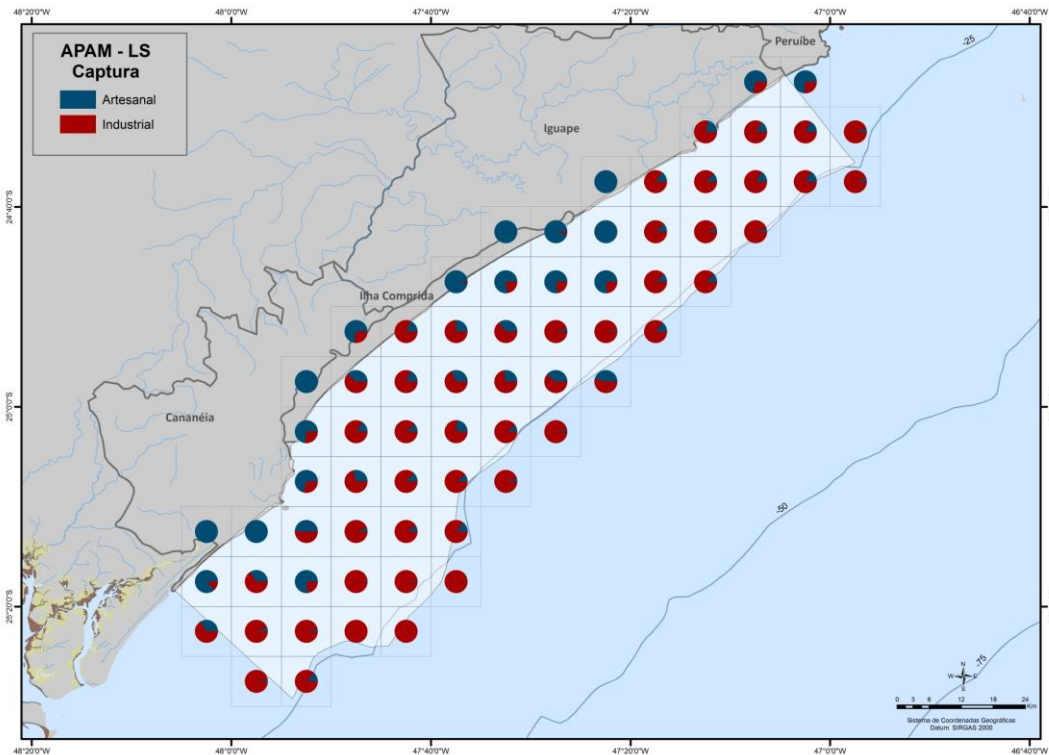 48°20'0"W 48°0'0"W 47°40'0"W 47°20'0"W 47°0'0"W 46°40'0"W
APAM - LS
Captura
Artesanal
Industrial
Peruíbe
-25
Iguape
24°40'0"S 24°40'0"S
Ilha Comprida
25°0'0"S 25°0'0"S
Cananéia
-50
25°20'0"S 25°20'0"S
-75
N
W E
S
0 3 6 12 18 24
Km
Sistema de Coordenadas Geográficas
Datum SIRGAS 2000
48°20'0"W 48°0'0"W 47°40'0"W 47°20'0"W 47°0'0"W 46°40'0"W